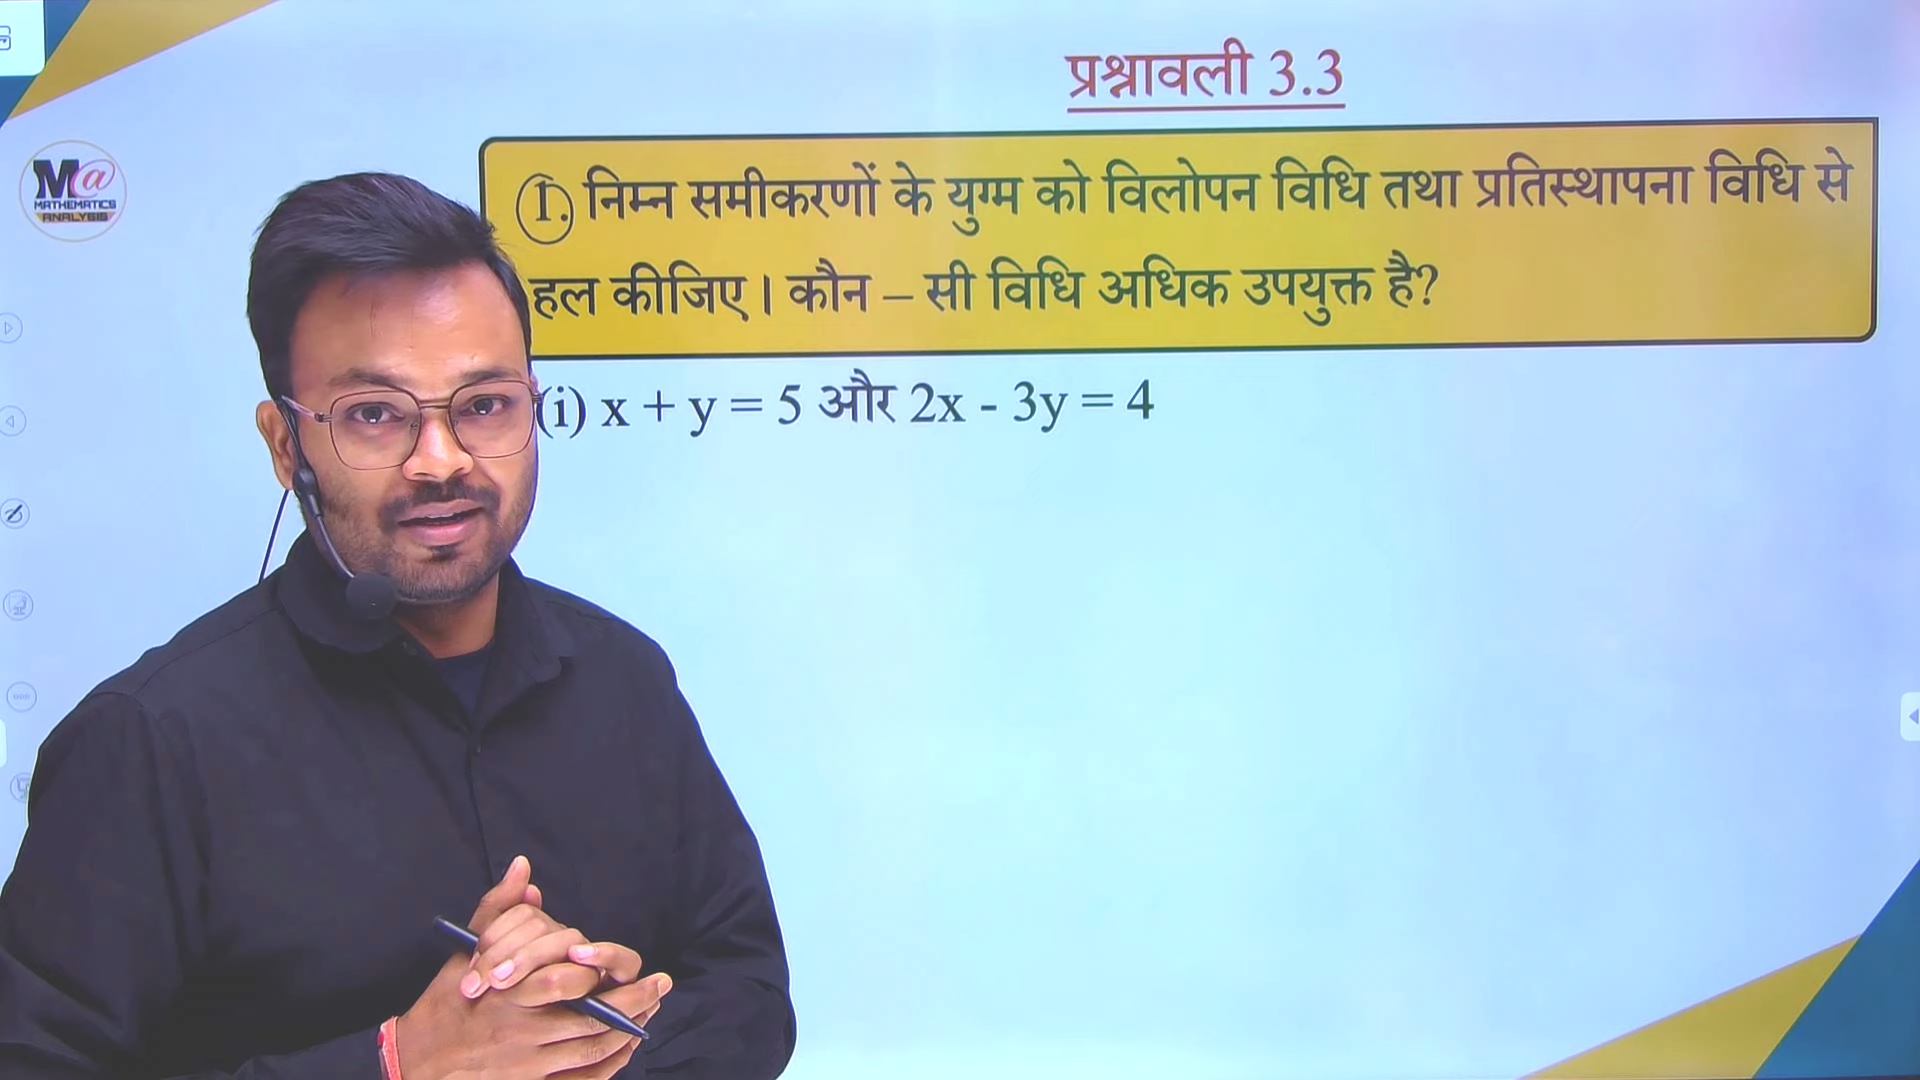 प्रश्नावली 3.3
M@
MATHEMATICS
ANALYSIS
1. निम्न समीकरणों के युग्म को विलोपन विधि तथा प्रतिस्थापना विधि से
हल कीजिए। कौन – सी विधि अधिक उपयुक्त है?
(i) x + y = 5 और 2x - 3y = 4